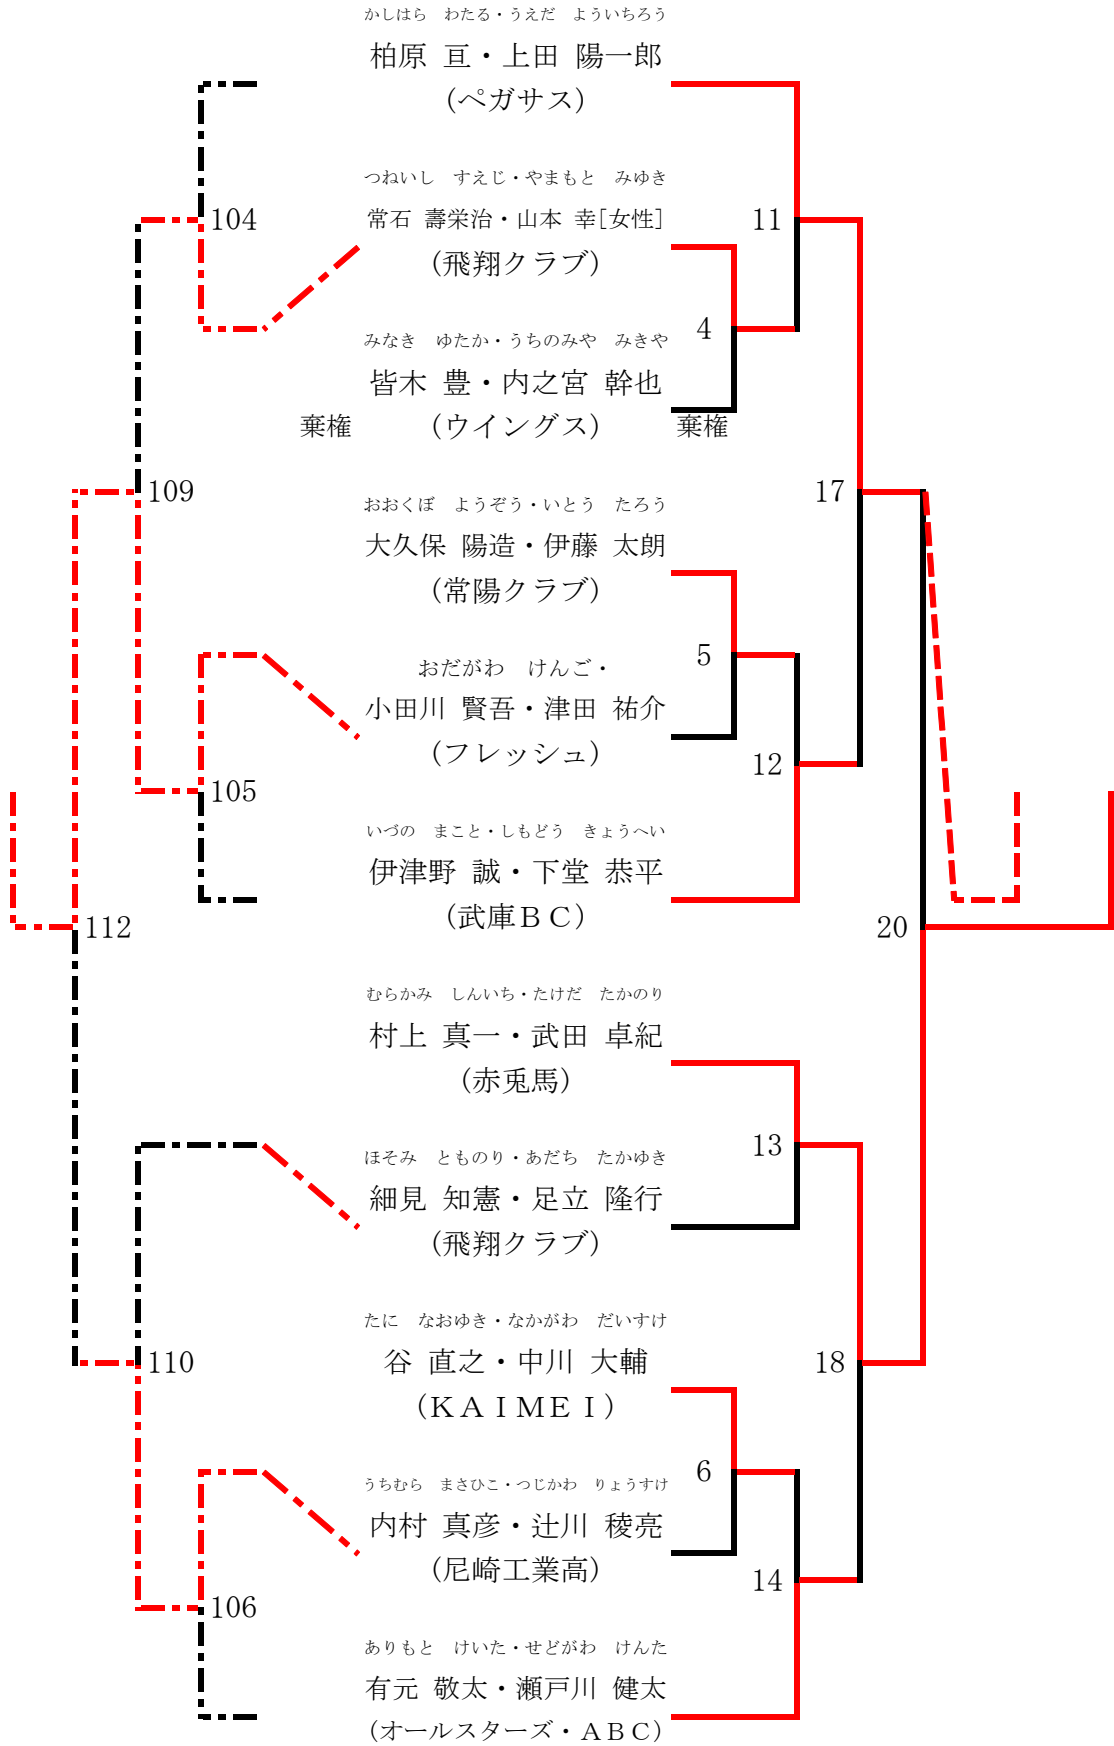 かしはら　わたる・うえだ　よういちろう
柏原 亘・上田 陽一郎
(ペガサス)
つねいし　すえじ・やまもと　みゆき
104
常石 壽栄治・山本 幸[女性]
11
(飛翔クラブ)
みなき　ゆたか・うちのみや　みきや
4
皆木 豊・内之宮 幹也
棄権
(ウイングス)
棄権
109
おおくぼ　ようぞう・いとう　たろう
17
大久保 陽造・伊藤 太朗
(常陽クラブ)
おだがわ　けんご・
5
小田川 賢吾・津田 祐介
(フレッシュ)
12
105
いづの　まこと・しもどう　きょうへい
伊津野 誠・下堂 恭平
(武庫ＢＣ)
112
20
むらかみ　しんいち・たけだ　たかのり
村上 真一・武田 卓紀
(赤兎馬)
ほそみ　とものり・あだち　たかゆき
13
細見 知憲・足立 隆行
(飛翔クラブ)
たに　なおゆき・なかがわ　だいすけ
110
谷 直之・中川 大輔
18
(ＫＡＩＭＥＩ)
うちむら　まさひこ・つじかわ　りょうすけ
6
内村 真彦・辻川 稜亮
(尼崎工業高)
14
106
ありもと　けいた・せどがわ　けんた
有元 敬太・瀬戸川 健太
(オールスターズ・ＡＢＣ)